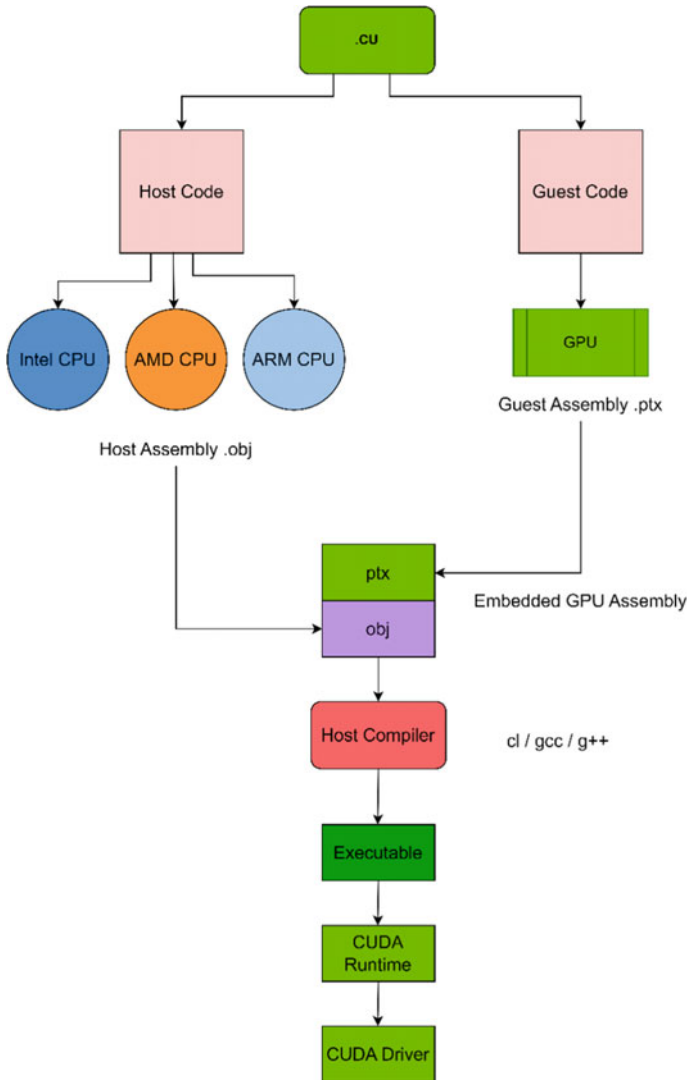 .cu
Host Code
Guest Code
Intel CPU
AMD CPU
ARM CPU
GPU
Guest Assembly .ptx
Host Assembly .obj
ptx
Embedded GPU Assembly
obj
Host Compiler
cl / gcc / g++
Executable
CUDA
Runtime
CUDA Driver